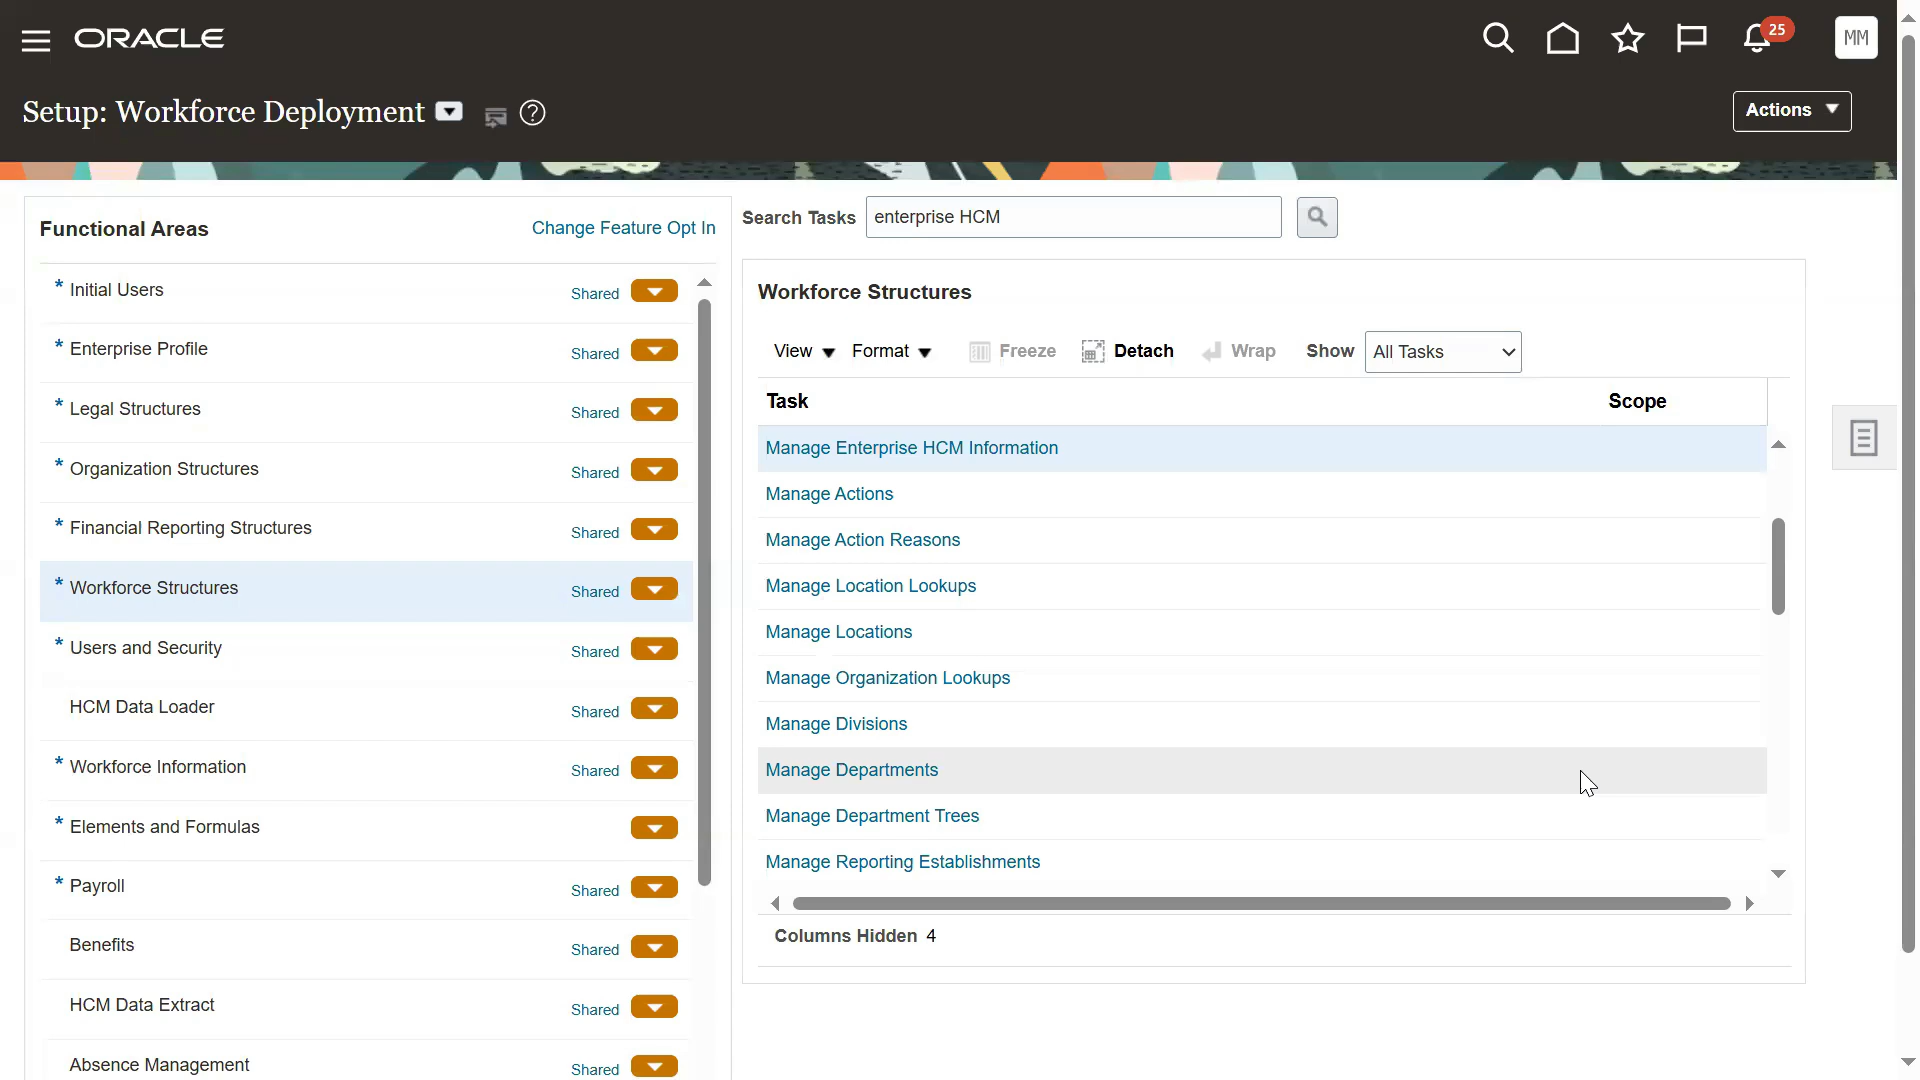 ORACLE
25
MM
Setup: Workforce Deployment
Actions
Functional Areas
Change Feature Opt In
* Initial Users Shared
* Enterprise Profile Shared
* Legal Structures Shared
* Organization Structures Shared
* Financial Reporting Structures Shared
* Workforce Structures Shared
* Users and Security Shared
HCM Data Loader Shared
* Workforce Information Shared
* Elements and Formulas
* Payroll Shared
Benefits Shared
HCM Data Extract Shared
Absence Management Shared
Search Tasks enterprise HCM
Workforce Structures
View Format Freeze Detach Wrap Show All Tasks
Task Scope
Manage Enterprise HCM Information
Manage Actions
Manage Action Reasons
Manage Location Lookups
Manage Locations
Manage Organization Lookups
Manage Divisions
Manage Departments
Manage Department Trees
Manage Reporting Establishments
Columns Hidden 4